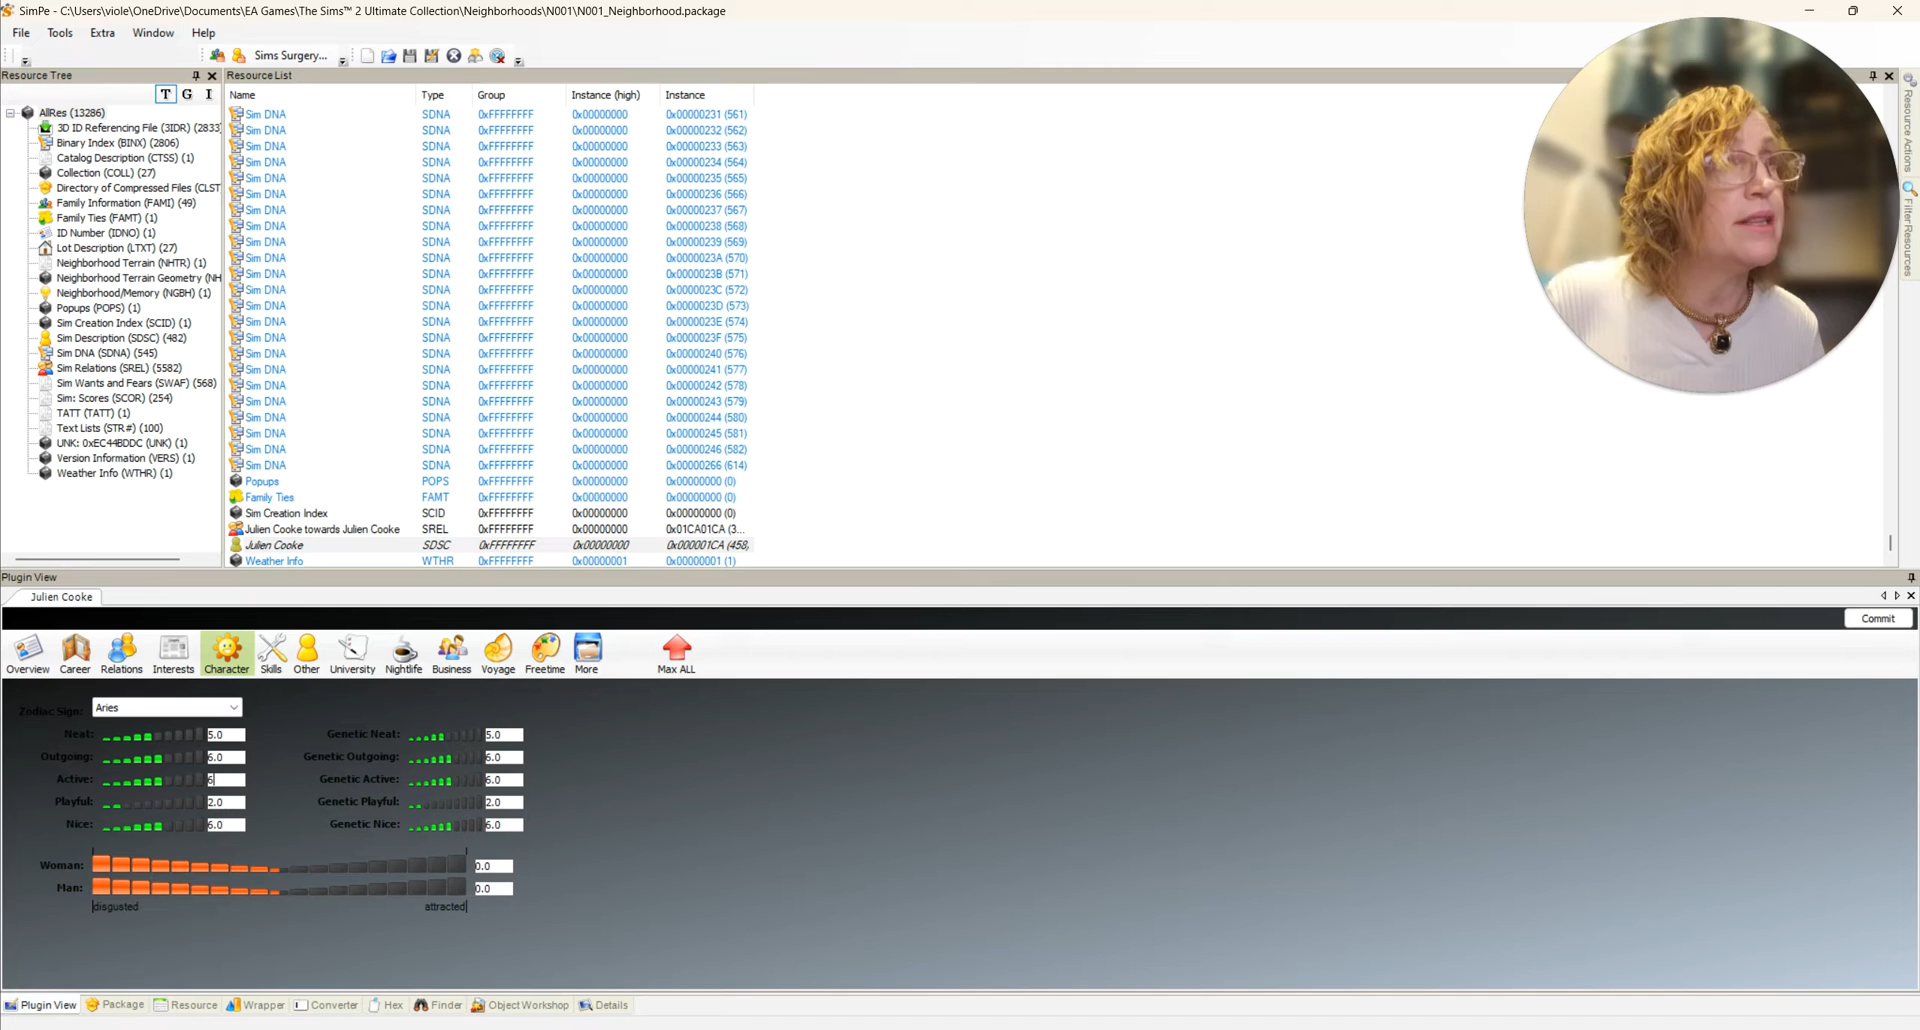 SimPe - C:\Users\viole\OneDrive\Documents\EA Games\The Sims™ 2 Ultimate Collection\Neighborhoods\N001\N001_Neighborhood.package
File Tools Extra Window Help
Sims Surgery...
Resource Tree
T G I
AllRes (13286)
3D ID Referencing File (3IDR) (2833)
Binary Index (BINX) (2806)
Catalog Description (CTSS) (1)
Collection (COLL) (27)
Directory of Compressed Files (CLST
Family Information (FAMI) (49)
Family Ties (FAMT) (1)
ID Number (IDNO) (1)
Lot Description (LTXT) (27)
Neighborhood Terrain (NHTR) (1)
Neighborhood Terrain Geometry (NH
Neighborhood/Memory (NGBH) (1)
Popups (POPS) (1)
Sim Creation Index (SCID) (1)
Sim Description (SDSC) (482)
Sim DNA (SDNA) (545)
Sim Relations (SREL) (5582)
Sim Wants and Fears (SWAF) (568)
Sim: Scores (SCOR) (254)
TATT (TATT) (1)
Text Lists (STR#) (100)
UNK: 0xEC44BDDC (UNK) (1)
Version Information (VERS) (1)
Weather Info (WTHR) (1)
Resource List
Name Type Group Instance (high) Instance
Sim DNA SDNA 0xFFFFFFFF 0x00000000 0x00000231 (561)
Sim DNA SDNA 0xFFFFFFFF 0x00000000 0x00000232 (562)
Sim DNA SDNA 0xFFFFFFFF 0x00000000 0x00000233 (563)
Sim DNA SDNA 0xFFFFFFFF 0x00000000 0x00000234 (564)
Sim DNA SDNA 0xFFFFFFFF 0x00000000 0x00000235 (565)
Sim DNA SDNA 0xFFFFFFFF 0x00000000 0x00000236 (566)
Sim DNA SDNA 0xFFFFFFFF 0x00000000 0x00000237 (567)
Sim DNA SDNA 0xFFFFFFFF 0x00000000 0x00000238 (568)
Sim DNA SDNA 0xFFFFFFFF 0x00000000 0x00000239 (569)
Sim DNA SDNA 0xFFFFFFFF 0x00000000 0x0000023A (570)
Sim DNA SDNA 0xFFFFFFFF 0x00000000 0x0000023B (571)
Sim DNA SDNA 0xFFFFFFFF 0x00000000 0x0000023C (572)
Sim DNA SDNA 0xFFFFFFFF 0x00000000 0x0000023D (573)
Sim DNA SDNA 0xFFFFFFFF 0x00000000 0x0000023E (574)
Sim DNA SDNA 0xFFFFFFFF 0x00000000 0x0000023F (575)
Sim DNA SDNA 0xFFFFFFFF 0x00000000 0x00000240 (576)
Sim DNA SDNA 0xFFFFFFFF 0x00000000 0x00000241 (577)
Sim DNA SDNA 0xFFFFFFFF 0x00000000 0x00000242 (578)
Sim DNA SDNA 0xFFFFFFFF 0x00000000 0x00000243 (579)
Sim DNA SDNA 0xFFFFFFFF 0x00000000 0x00000244 (580)
Sim DNA SDNA 0xFFFFFFFF 0x00000000 0x00000245 (581)
Sim DNA SDNA 0xFFFFFFFF 0x00000000 0x00000246 (582)
Sim DNA SDNA 0xFFFFFFFF 0x00000000 0x00000266 (614)
Popups POPS 0xFFFFFFFF 0x00000000 0x00000000 (0)
Family Ties FAMT 0xFFFFFFFF 0x00000000 0x00000000 (0)
Sim Creation Index SCID 0xFFFFFFFF 0x00000000 0x00000000 (0)
Julien Cooke towards Julien Cooke SREL 0xFFFFFFFF 0x00000000 0x01CA01CA (3...
Julien Cooke SDSC 0xFFFFFFFF 0x00000000 0x000001CA (458)
Weather Info WTHR 0xFFFFFFFF 0x00000001 0x00000001 (1)
Resource Actions
Filter Resources
Plugin View
Julien Cooke
Commit
Overview Career Relations Interests Character Skills Other University Nightlife Business Voyage Freetime More Max ALL
Zodiac Sign: Aries
Neat: 5.0 Genetic Neat: 5.0
Outgoing: 6.0 Genetic Outgoing: 6.0
Active: 6 Genetic Active: 6.0
Playful: 2.0 Genetic Playful: 2.0
Nice: 6.0 Genetic Nice: 6.0
Woman: 0.0
Man: 0.0
disgusted attracted
Plugin View Package Resource Wrapper Converter Hex Finder Object Workshop Details